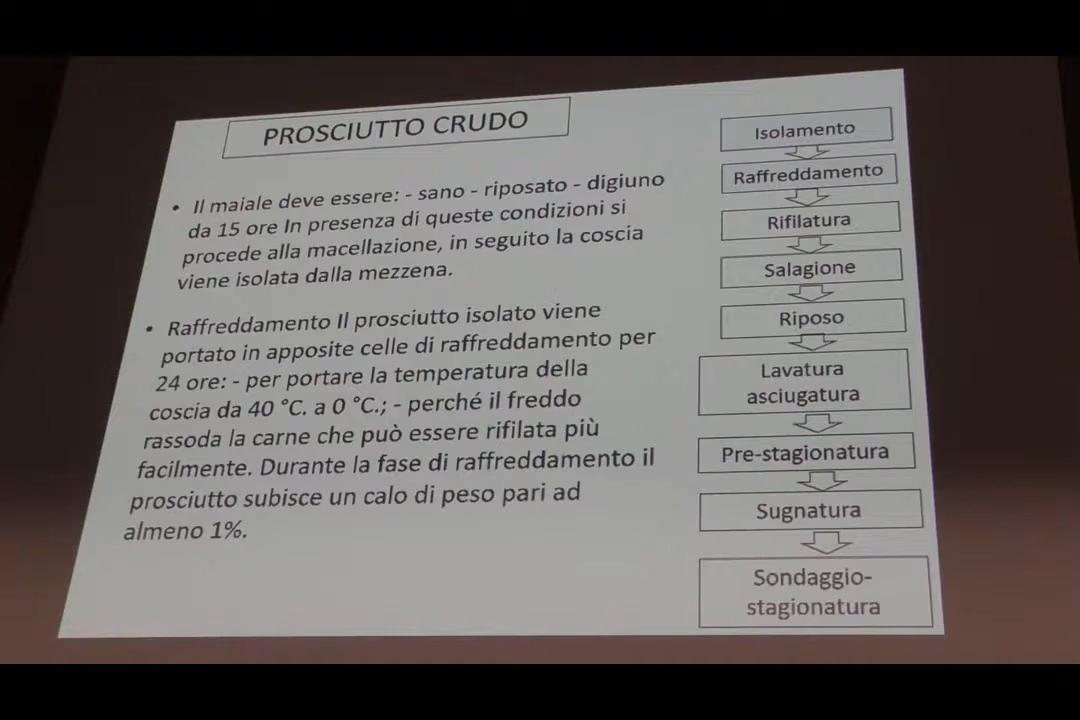 PROSCIUTTO CRUDO
• Il maiale deve essere: - sano - riposato - digiuno
da 15 ore In presenza di queste condizioni si
procede alla macellazione, in seguito la coscia
viene isolata dalla mezzena.
• Raffreddamento Il prosciutto isolato viene
portato in apposite celle di raffreddamento per
24 ore: - per portare la temperatura della
coscia da 40 °C. a 0 °C.; - perché il freddo
rassoda la carne che può essere rifilata più
facilmente. Durante la fase di raffreddamento il
prosciutto subisce un calo di peso pari ad
almeno 1%.
Isolamento
Raffreddamento
Rifilatura
Salagione
Riposo
Lavatura
asciugatura
Pre-stagionatura
Sugnatura
Sondaggio-
stagionatura